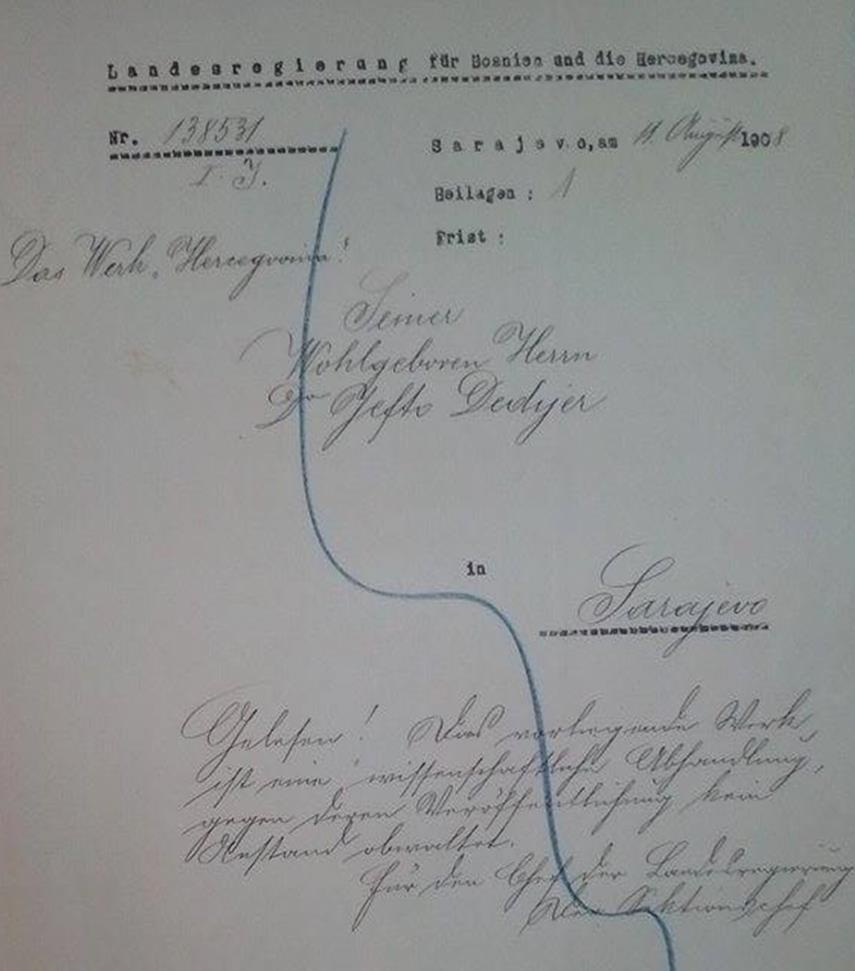 Landesregierung für Bosnien und die Hercegovina.
Nr. 138531
I. J.
Sarajevo, am 11. August 1908
Beilagen : 1
Frist :
Das Werk „Hercegovina"
Seiner
Wohlgeboren Herrn
Dr Jefto Dedijer
in
Sarajevo
Gelesen! Das vorliegende Werk
ist eine wissenschaftliche Abhandlung,
gegen deren Veröffentlichung kein
Anstand obwaltet.
Für den Chef der Landesregierung
Der Sektionschef